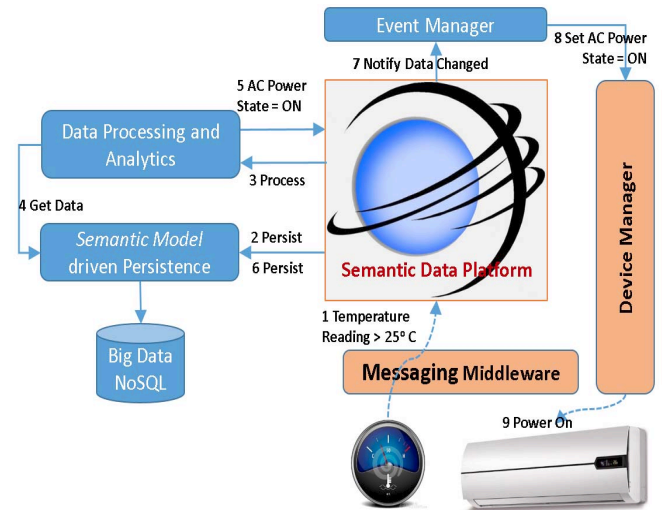 Event Manager
8 Set AC Power
State = ON
7 Notify Data Changed
5 AC Power
State = ON
Data Processing and
Analytics
3 Process
4 Get Data
Semantic Model
driven Persistence
2 Persist
6 Persist
Semantic Data Platform
Device Manager
1 Temperature
Reading > 25º C
Big Data
NoSQL
Messaging Middleware
9 Power On